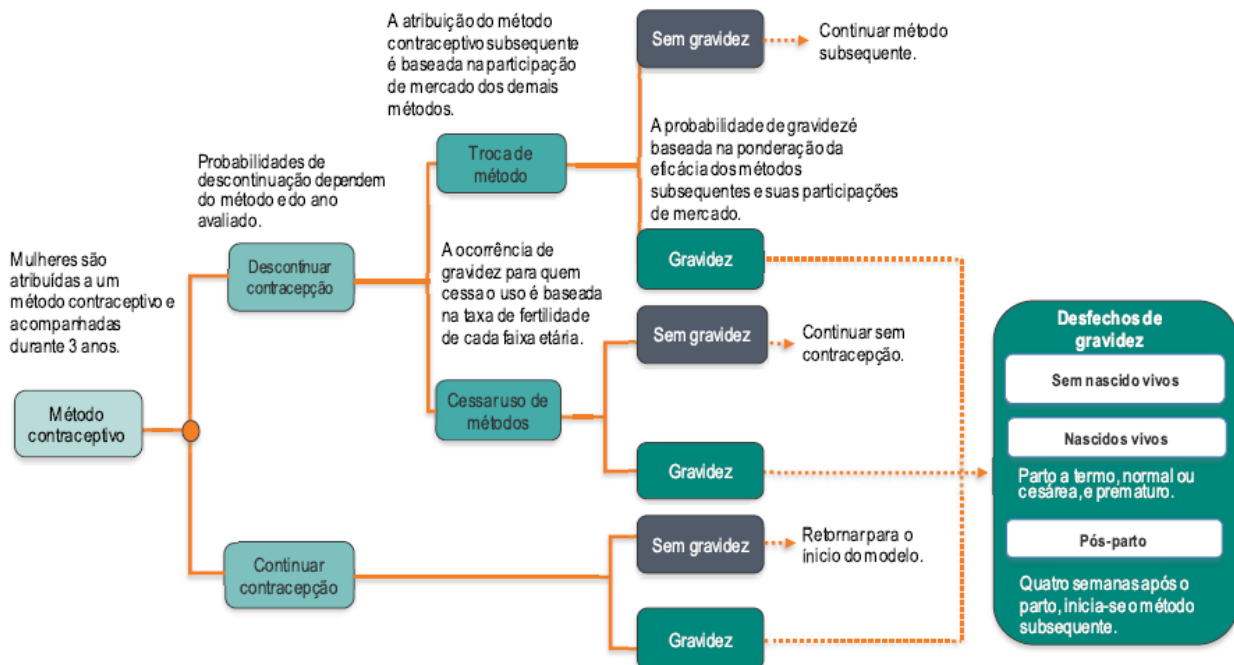 A atribuição do método
contraceptivo subsequente
é baseada na participação
de mercado dos demais
métodos.
Sem gravidez
Continuar método
subsequente.
A probabilidade de gravidezé
baseada na ponderação da
eficácia dos métodos
subsequentes e suas participações
de mercado.
Troca de
método
Probabilidades de
descontinuação dependem
do método e do ano
avaliado.
Gravidez
Mulheres são
atribuídas a um
método contraceptivo e
acompanhadas
durante 3 anos.
Descontinuar
contracepção
A ocorrência de
gravidez para quem
cessa o uso é baseada
na taxa de fertilidade
de cada faixa etária.
Sem gravidez
Continuar sem
contracepção.
Método
contraceptivo
Cessar uso de
métodos
Gravidez
Continuar
contracepção
Sem gravidez
Retornar para o
ínicio do modelo.
Gravidez
Desfechos de
gravidez
Sem nascido vivos
Nascidos vivos
Parto a termo, normal ou
cesárea, e prematuro.
Pós-parto
Quatro semanas após o
parto, inicia-se o método
subsequente.